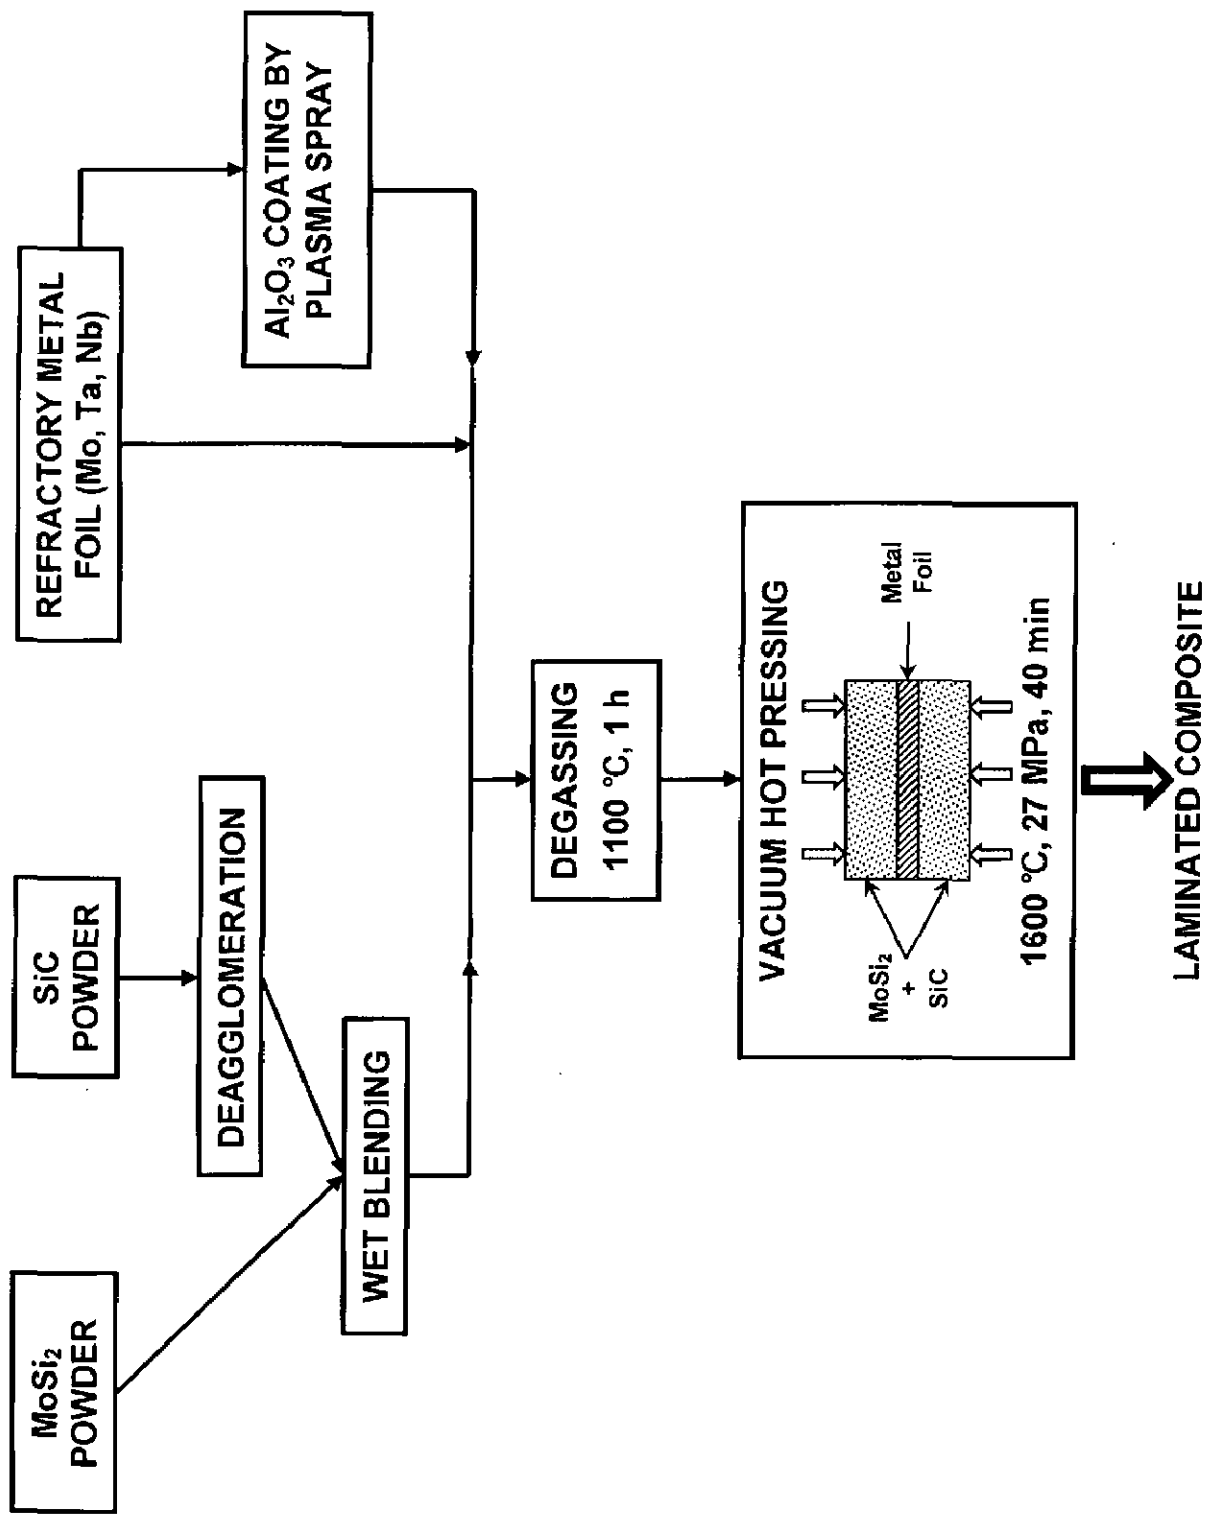 MoSi₂
POWDER
SiC
POWDER
REFRACTORY METAL
FOIL (Mo, Ta, Nb)
DEAGGLOMERATION
Al₂O₃ COATING BY
PLASMA SPRAY
WET BLENDING
DEGASSING
1100 °C, 1 h
VACUUM HOT PRESSING
MoSi₂
+
SiC
Metal
Foil
1600 °C, 27 MPa, 40 min
LAMINATED COMPOSITE